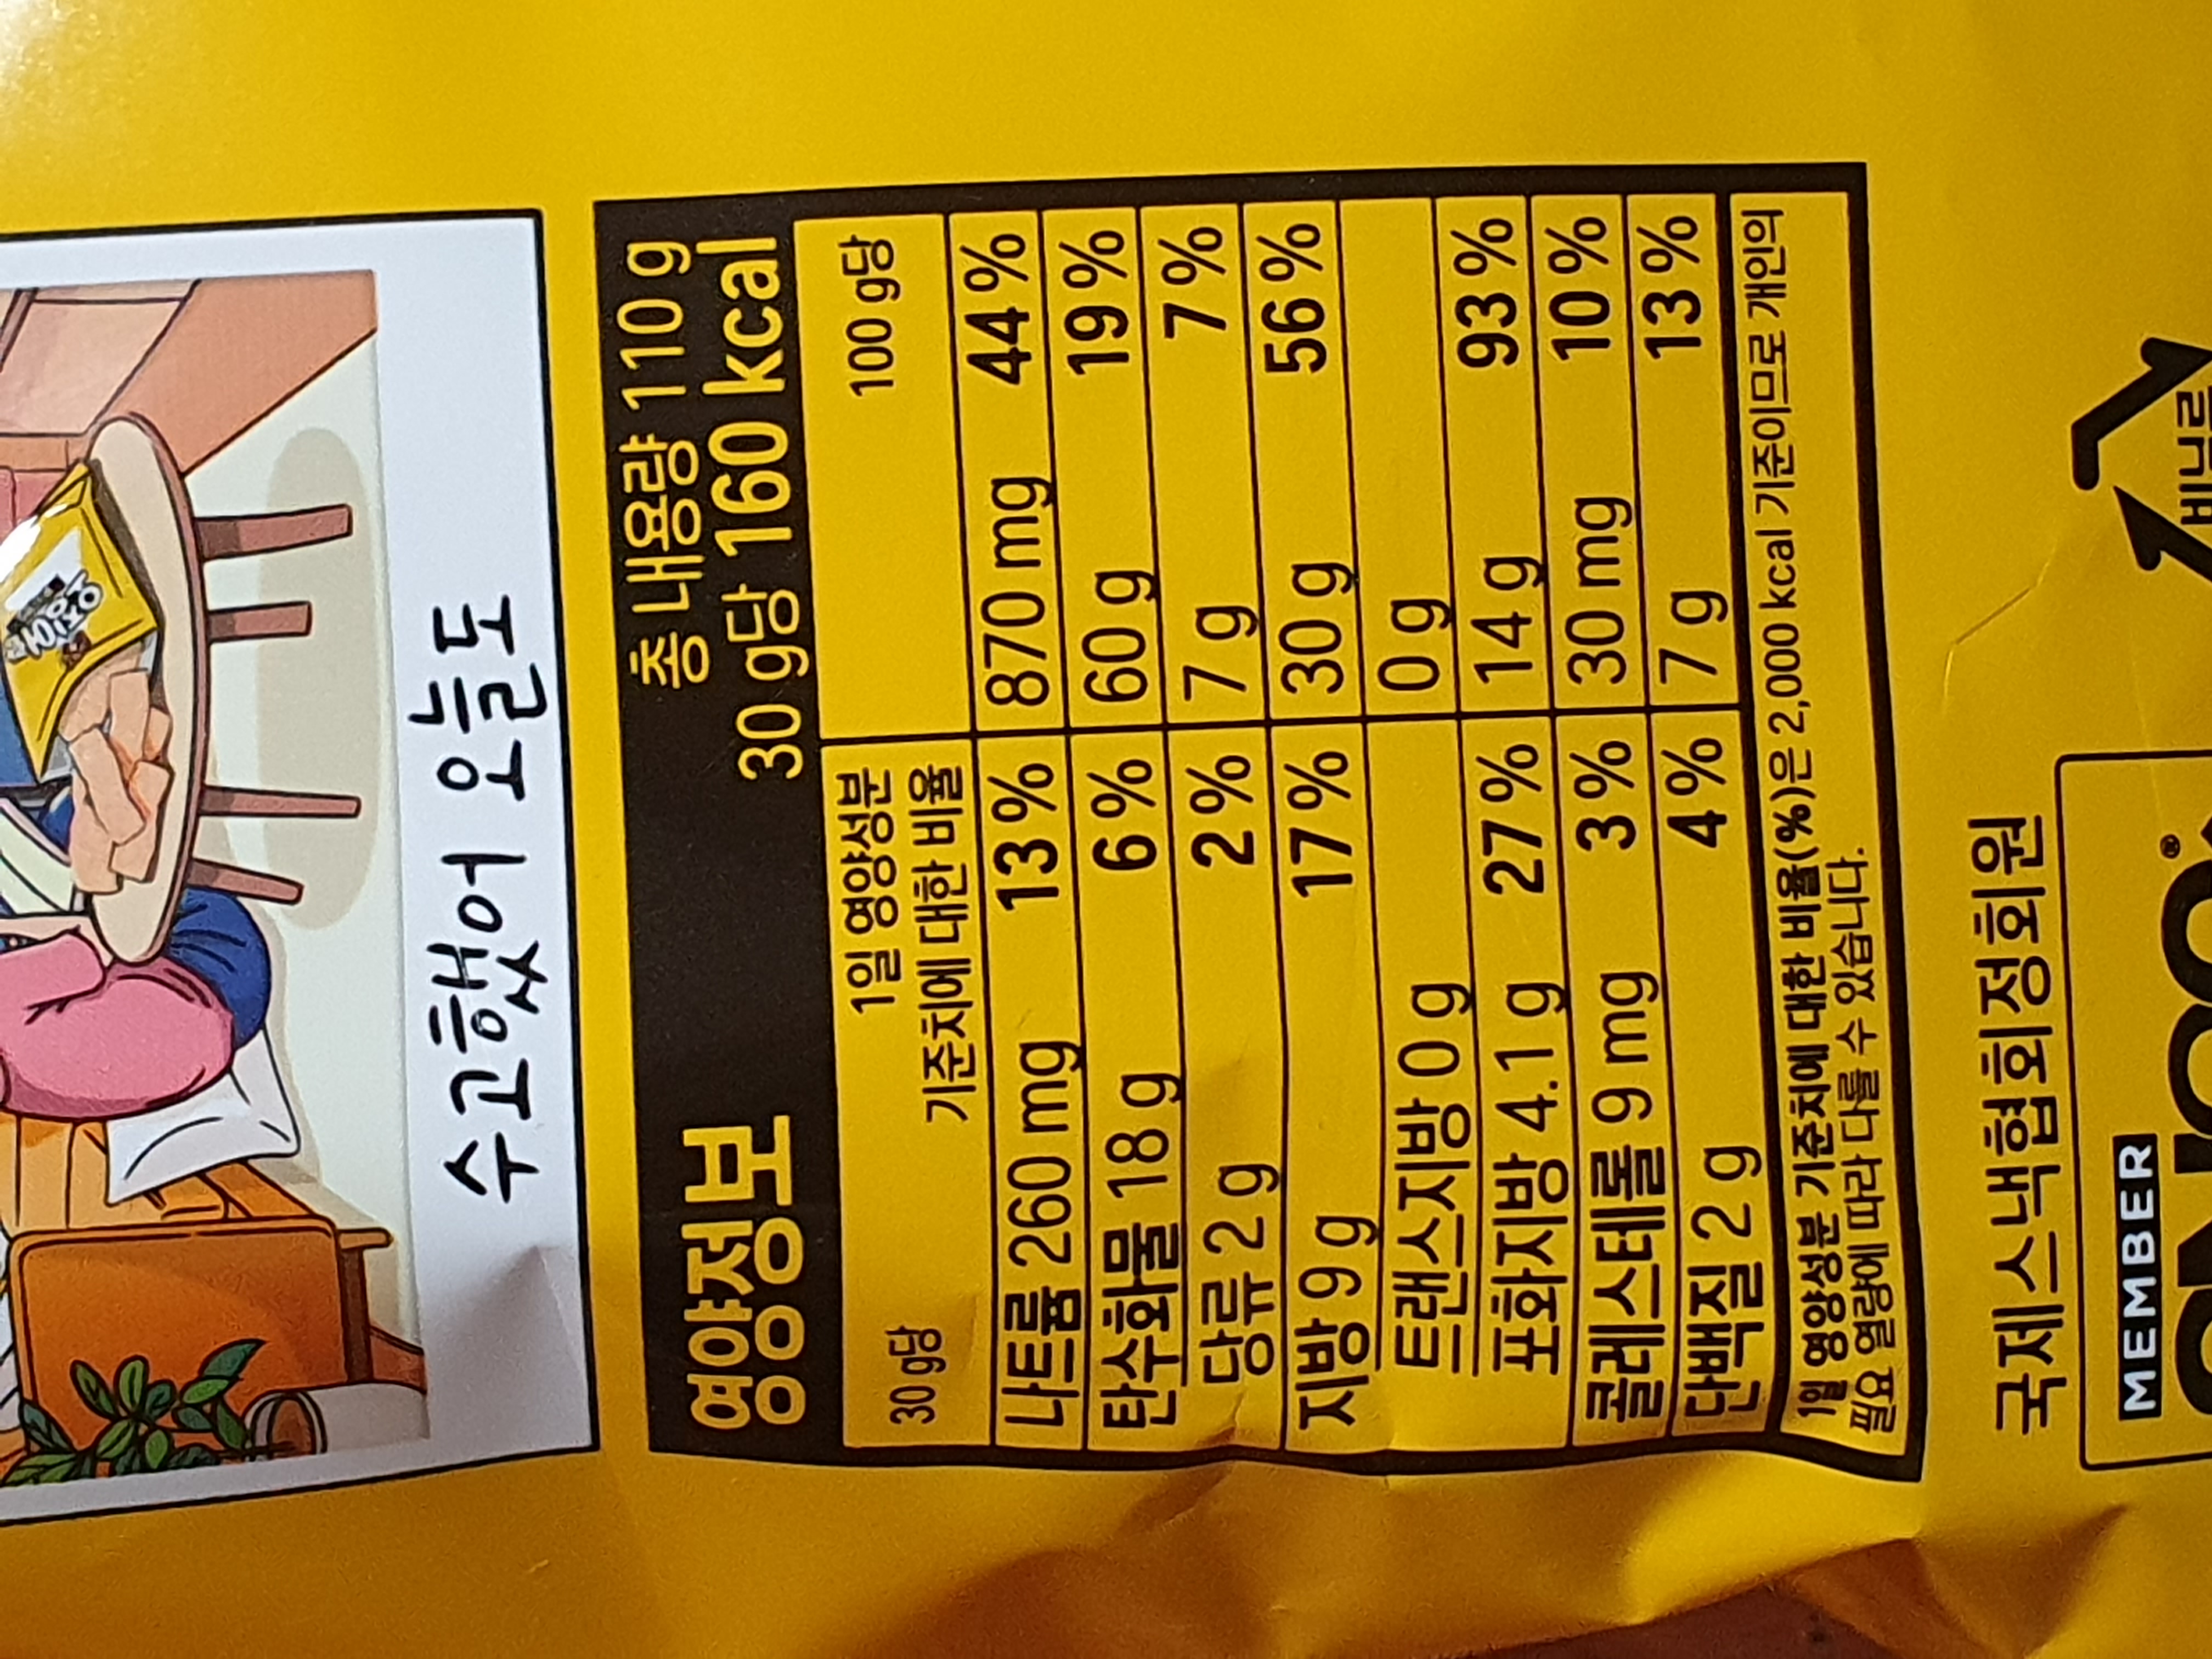 오징어
수고했어 오늘도
영양정보
총 내용량 110 g
30 g당 160 kcal
30 g당 1일 영양성분 기준치에 대한 비율 100 g당
나트륨 260 mg 13 % 870 mg 44 %
탄수화물 18 g 6 % 60 g 19 %
당류 2 g 2 % 7 g 7 %
지방 9 g 17 % 30 g 56 %
트랜스지방 0 g 0 g
포화지방 4.1 g 27 % 14 g 93 %
콜레스테롤 9 mg 3 % 30 mg 10 %
단백질 2 g 4 % 7 g 13 %
1일 영양성분 기준치에 대한 비율(%)은 2,000 kcal 기준이므로 개인의
필요 열량에 따라 다를 수 있습니다.
국제스낵협회정회원
MEMBER
비닐류